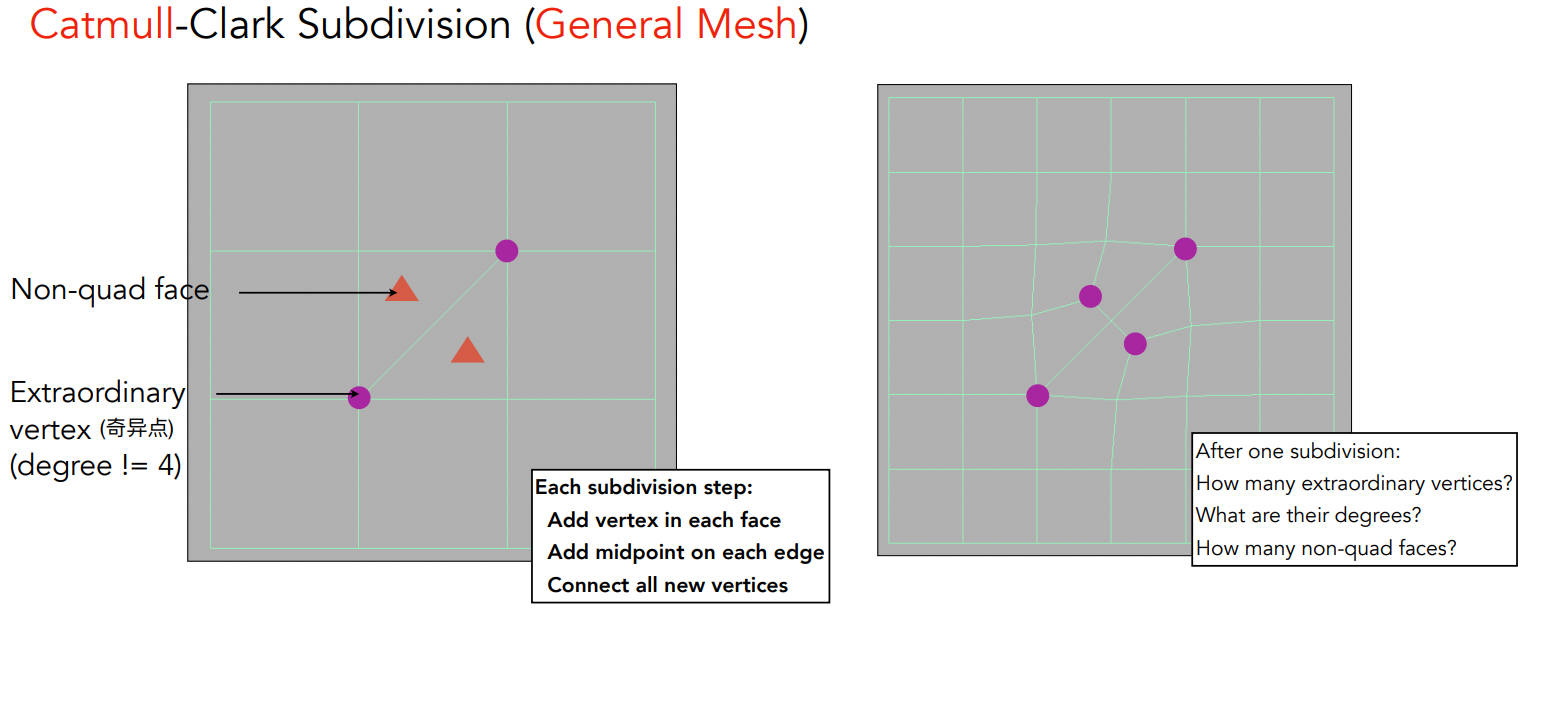 Catmull-Clark Subdivision (General Mesh)
Non-quad face
Extraordinary
vertex (奇异点)
(degree != 4)
Each subdivision step:
Add vertex in each face
Add midpoint on each edge
Connect all new vertices
After one subdivision:
How many extraordinary vertices?
What are their degrees?
How many non-quad faces?